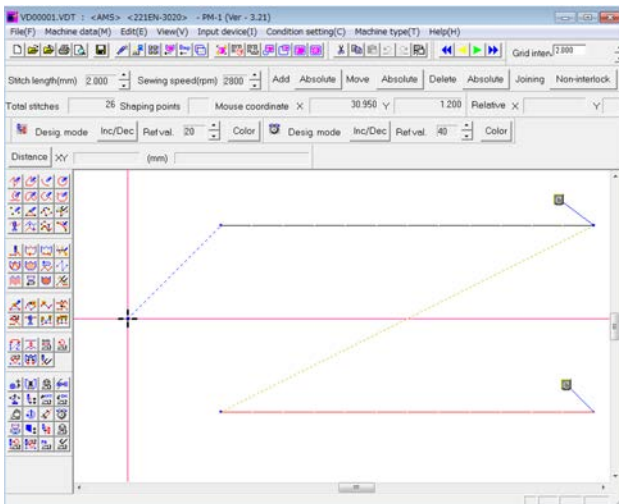 VD00001.VDT : <AMS> <221EN-3020> - PM-1 (Ver - 3.21)
File(F) Machine data(M) Edit(E) View(V) Input device(I) Condition setting(C) Machine type(T) Help(H)
Grid interv 2.000
Stitch length(mm) 2.000 Sewing speed(rpm) 2800 Add Absolute Move Absolute Delete Absolute Joining Non-interlock
Total stitches 26 Shaping points Mouse coordinate X 30.950 Y 1.200 Relative X Y
Desig. mode Inc/Dec Ref.val. 20 Color Desig. mode Inc/Dec Ref.val. 40 Color
Distance XY (mm)